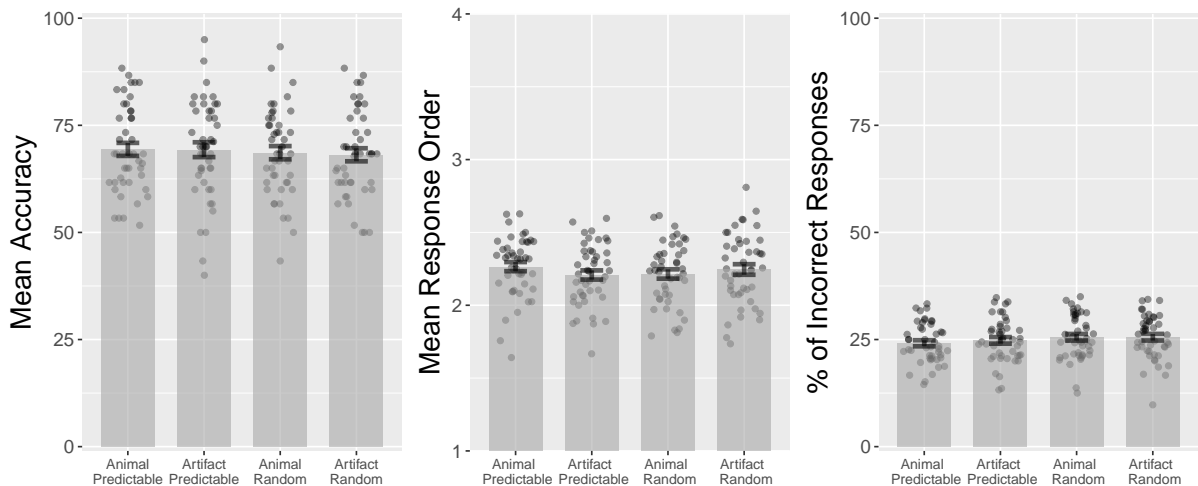 Mean Accuracy
100
75
50
25
0
Animal Predictable
Artifact Predictable
Animal Random
Artifact Random
Mean Response Order
4
3
2
1
Animal Predictable
Artifact Predictable
Animal Random
Artifact Random
% of Incorrect Responses
100
75
50
25
0
Animal Predictable
Artifact Predictable
Animal Random
Artifact Random